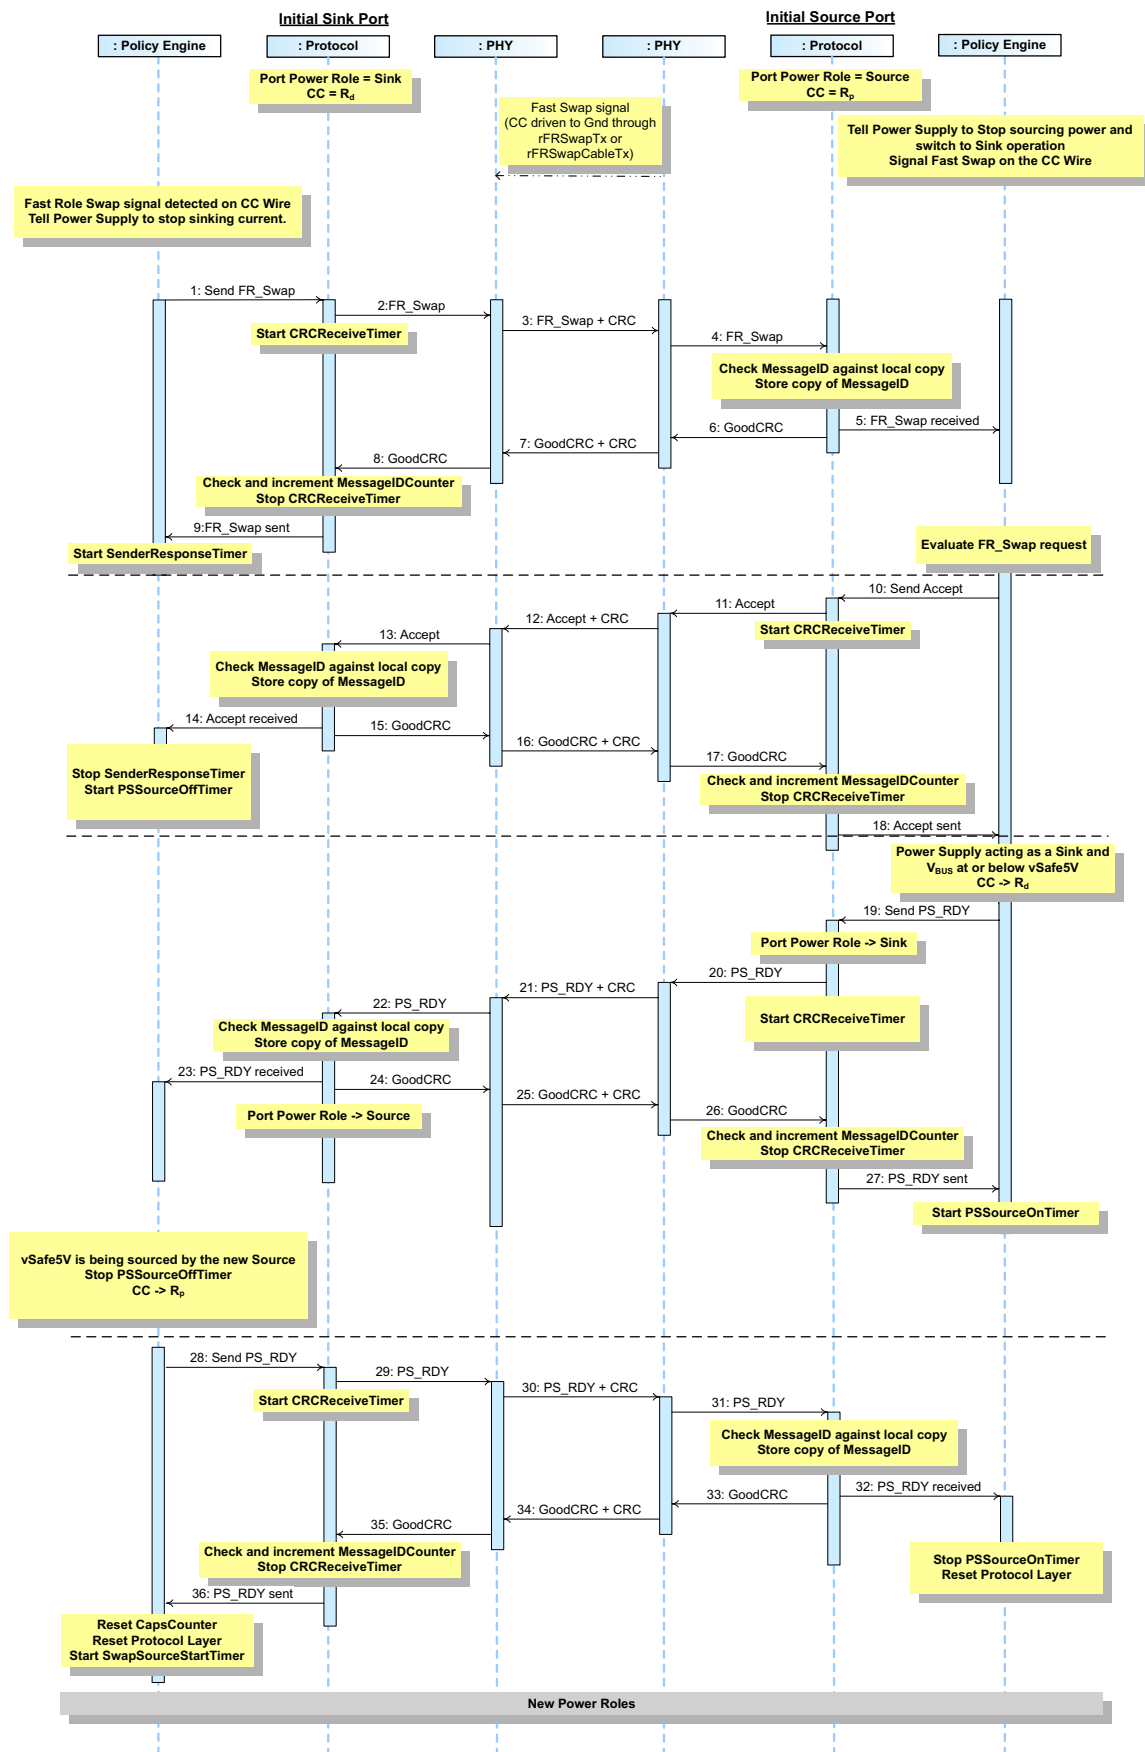 Initial Sink Port
Initial Source Port
: Policy Engine
: Protocol
: PHY
: PHY
: Protocol
: Policy Engine
Port Power Role = Sink
CC = Rd
Port Power Role = Source
CC = Rp
Fast Swap signal
(CC driven to Gnd through
rFRSwapTx or
rFRSwapCableTx)
Tell Power Supply to Stop sourcing power and
switch to Sink operation
Signal Fast Swap on the CC Wire
Fast Role Swap signal detected on CC Wire
Tell Power Supply to stop sinking current.
1: Send FR_Swap
2:FR_Swap
Start CRCReceiveTimer
3: FR_Swap + CRC
4: FR_Swap
Check MessageID against local copy
Store copy of MessageID
5: FR_Swap received
6: GoodCRC
7: GoodCRC + CRC
8: GoodCRC
Check and increment MessageIDCounter
Stop CRCReceiveTimer
9:FR_Swap sent
Start SenderResponseTimer
Evaluate FR_Swap request
10: Send Accept
11: Accept
Start CRCReceiveTimer
12: Accept + CRC
13: Accept
Check MessageID against local copy
Store copy of MessageID
14: Accept received
15: GoodCRC
16: GoodCRC + CRC
17: GoodCRC
Stop SenderResponseTimer
Start PSSourceOffTimer
Check and increment MessageIDCounter
Stop CRCReceiveTimer
18: Accept sent
Power Supply acting as a Sink and
VBUS at or below vSafe5V
CC -> Rd
19: Send PS_RDY
Port Power Role -> Sink
20: PS_RDY
21: PS_RDY + CRC
22: PS_RDY
Start CRCReceiveTimer
Check MessageID against local copy
Store copy of MessageID
23: PS_RDY received
24: GoodCRC
25: GoodCRC + CRC
26: GoodCRC
Port Power Role -> Source
Check and increment MessageIDCounter
Stop CRCReceiveTimer
27: PS_RDY sent
Start PSSourceOnTimer
vSafe5V is being sourced by the new Source
Stop PSSourceOffTimer
CC -> Rp
28: Send PS_RDY
29: PS_RDY
Start CRCReceiveTimer
30: PS_RDY + CRC
31: PS_RDY
Check MessageID against local copy
Store copy of MessageID
32: PS_RDY received
33: GoodCRC
34: GoodCRC + CRC
35: GoodCRC
Check and increment MessageIDCounter
Stop CRCReceiveTimer
Stop PSSourceOnTimer
Reset Protocol Layer
36: PS_RDY sent
Reset CapsCounter
Reset Protocol Layer
Start SwapSourceStartTimer
New Power Roles